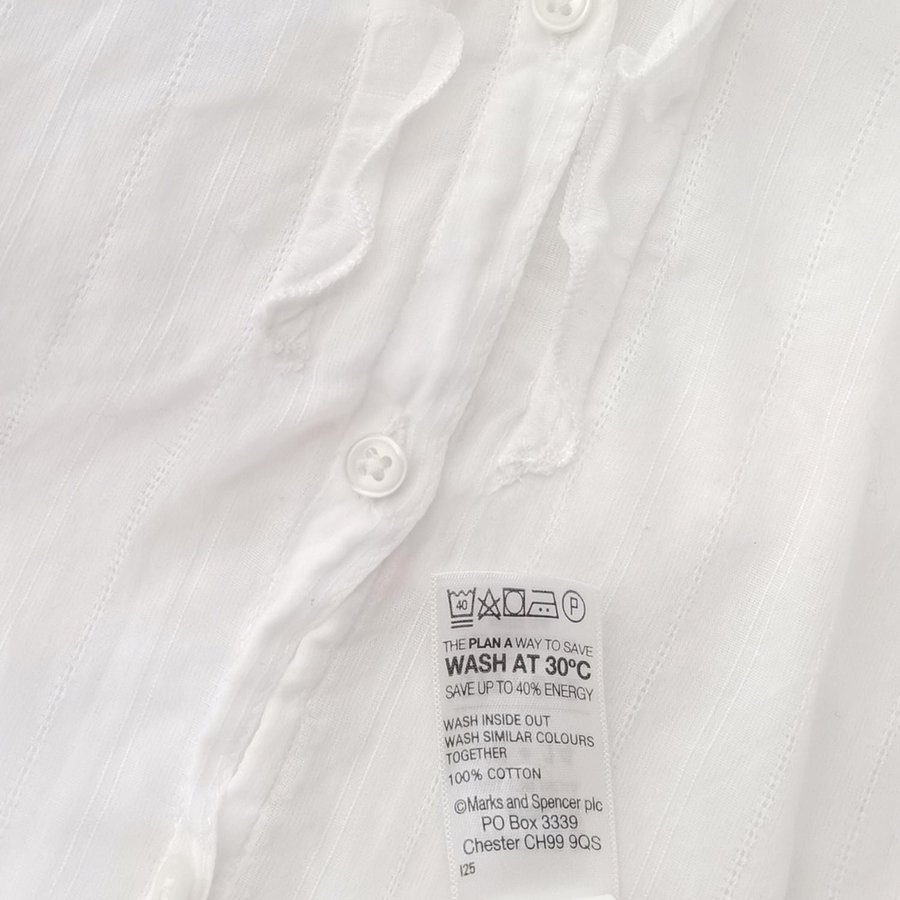 40 P
THE PLAN A WAY TO SAVE
WASH AT 30ºC
SAVE UP TO 40% ENERGY
WASH INSIDE OUT
WASH SIMILAR COLOURS
TOGETHER
100% COTTON
©Marks and Spencer plc
PO Box 3339
Chester CH99 9QS
125